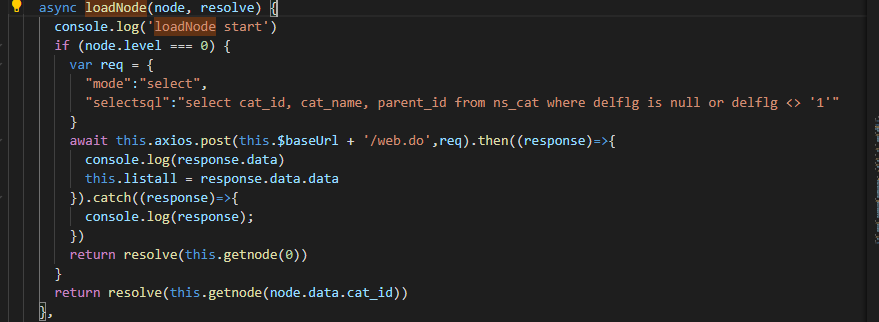 async loadNode(node, resolve) {
console.log('loadNode start')
if (node.level === 0) {
var req = {
"mode":"select",
"selectsql":"select cat_id, cat_name, parent_id from ns_cat where delflg is null or delflg <> '1'"
}
await this.axios.post(this.$baseUrl + '/web.do',req).then((response)=>{
console.log(response.data)
this.listall = response.data.data
}).catch((response)=>{
console.log(response);
})
return resolve(this.getnode(0))
}
return resolve(this.getnode(node.data.cat_id))
},